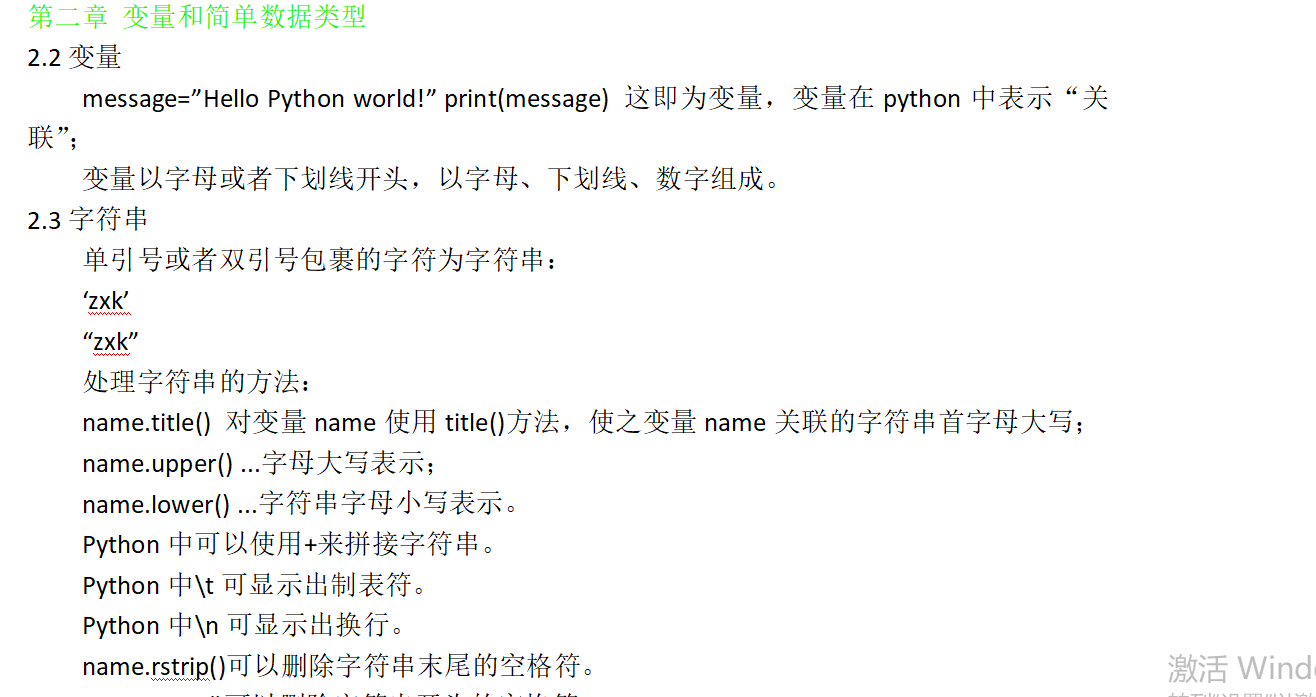 第二章 变量和简单数据类型
2.2 变量
message=”Hello Python world!” print(message) 这即为变量，变量在 python 中表示“关
联”；
变量以字母或者下划线开头，以字母、下划线、数字组成。
2.3 字符串
单引号或者双引号包裹的字符为字符串：
‘zxk’
“zxk”
处理字符串的方法：
name.title() 对变量 name 使用 title()方法，使之变量 name 关联的字符串首字母大写；
name.upper() ...字母大写表示；
name.lower() ...字符串字母小写表示。
Python 中可以使用+来拼接字符串。
Python 中\t 可显示出制表符。
Python 中\n 可显示出换行。
name.rstrip()可以删除字符串末尾的空格符。
激活 Wind